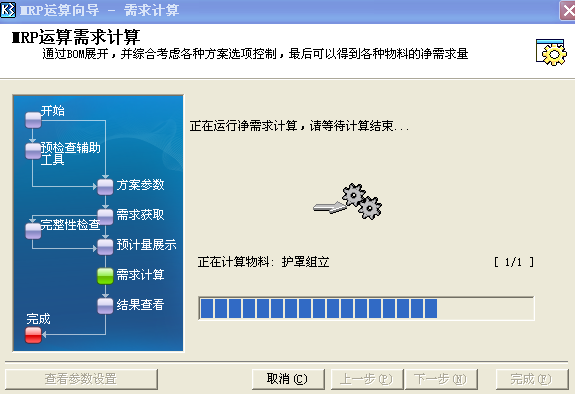 MRP运算向导 - 需求计算
MRP运算需求计算
通过BOM展开，并综合考虑各种方案选项控制，最后可以得到各种物料的净需求量
开始
预检查辅助
工具
方案参数
需求获取
完整性检查
预计量展示
需求计算
结果查看
完成
正在运行净需求计算，请等待计算结束...
正在计算物料: 护罩组立
[ 1/1 ]
查看参数设置
取消(C)
上一步(P)
下一步(N)
完成(F)